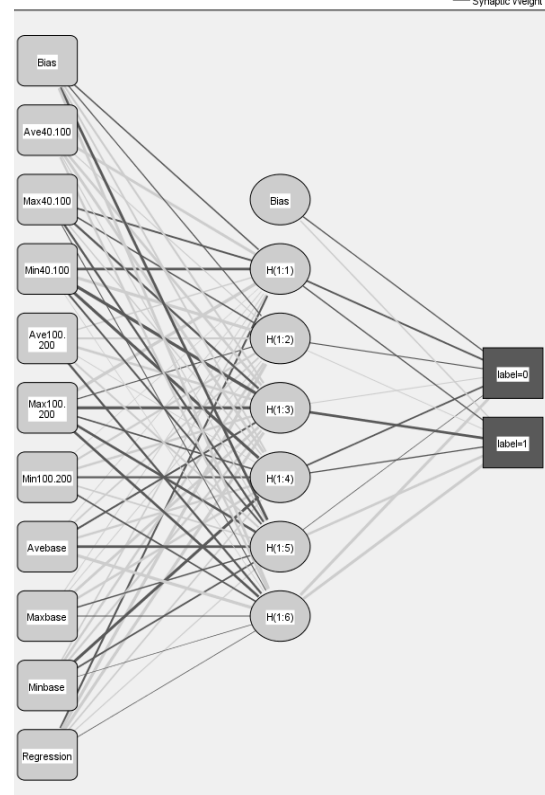 Synaptic Weight
Bias
Ave40.100
Max40.100
Min40.100
Ave100.
200
Max100.
200
Min100.200
Avebase
Maxbase
Minbase
Regression
Bias
H(1:1)
H(1:2)
H(1:3)
H(1:4)
H(1:5)
H(1:6)
label=0
label=1